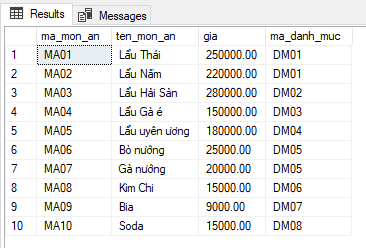 Results Messages
ma_mon_an ten_mon_an gia ma_danh_muc
1 MA01 Lẩu Thái 250000.00 DM01
2 MA02 Lẩu Nấm 220000.00 DM01
3 MA03 Lẩu Hải Sản 280000.00 DM02
4 MA04 Lẩu Gà é 150000.00 DM03
5 MA05 Lẩu uyên ương 180000.00 DM04
6 MA06 Bò nướng 25000.00 DM05
7 MA07 Gà nướng 20000.00 DM05
8 MA08 Kim Chi 15000.00 DM06
9 MA09 Bia 9000.00 DM07
10 MA10 Soda 15000.00 DM08